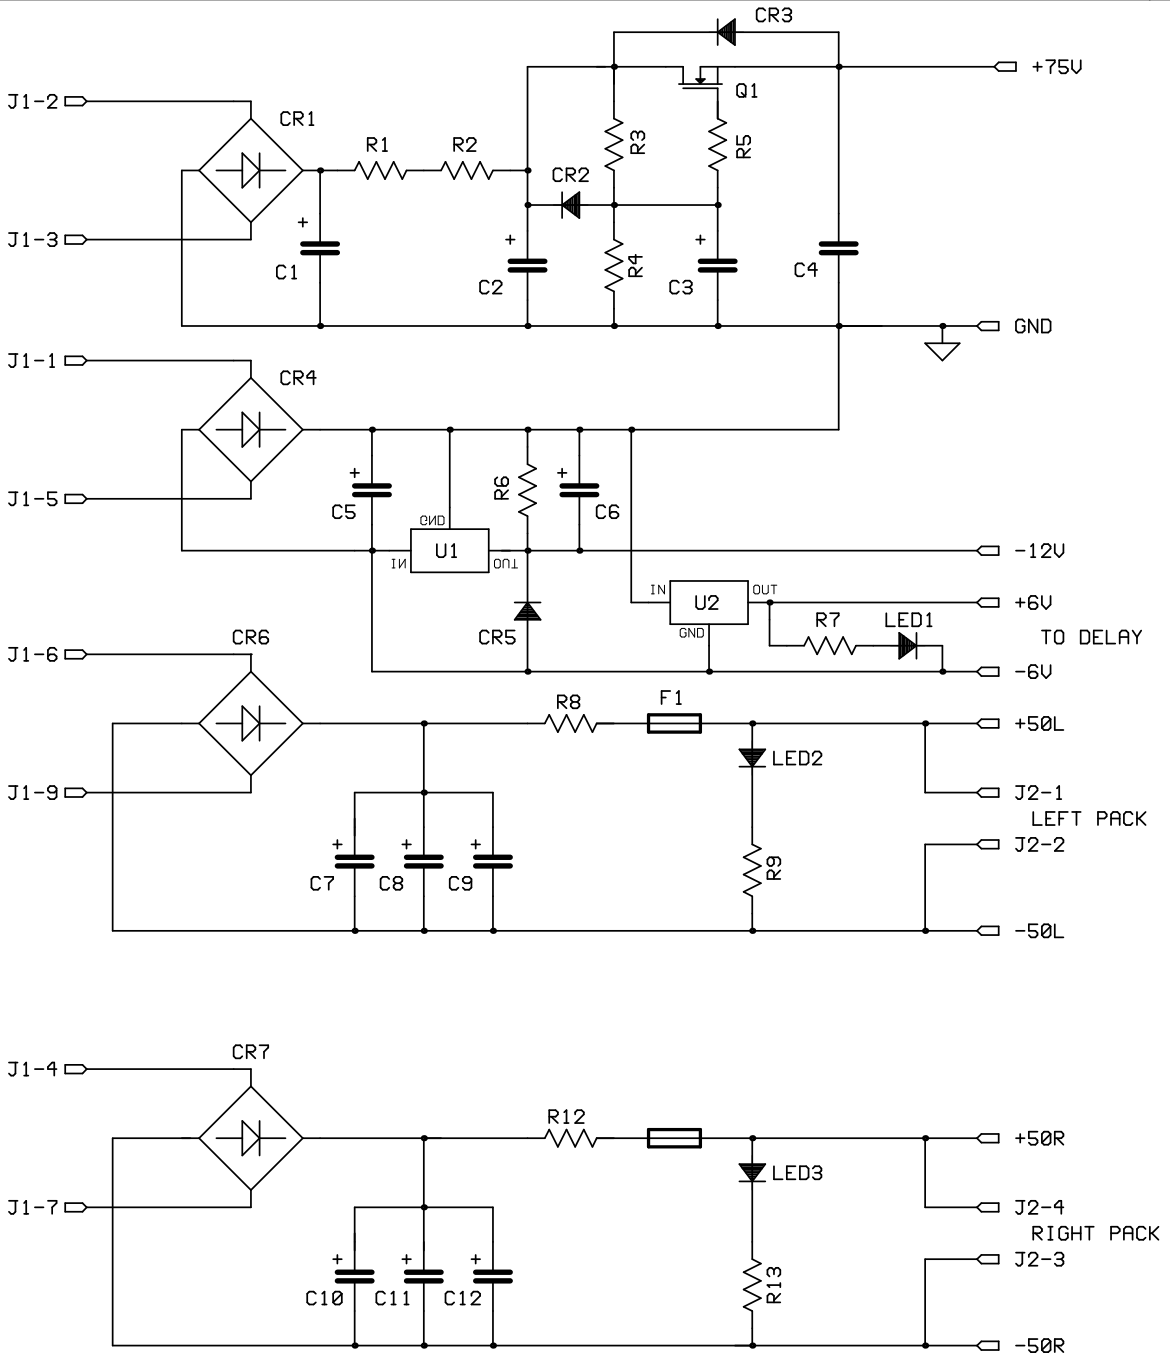 CR3
+75V
Q1
J1-2
CR1
R1
R2
R3
R5
CR2
+
+
+
J1-3
C1
C2
R4
C3
C4
GND
J1-1
CR4
+
+
J1-5
C5
R6
C6
GND
IN
U1
OUT
-12V
IN
U2
OUT
+6V
GND
R7
LED1
CR5
TO DELAY
-6V
CR6
J1-6
R8
F1
+50L
LED2
J1-9
J2-1
LEFT PACK
J2-2
+
+
+
C7
C8
C9
R9
-50L
CR7
J1-4
R12
+50R
LED3
J1-7
J2-4
RIGHT PACK
J2-3
+
+
+
C10
C11
C12
R13
-50R